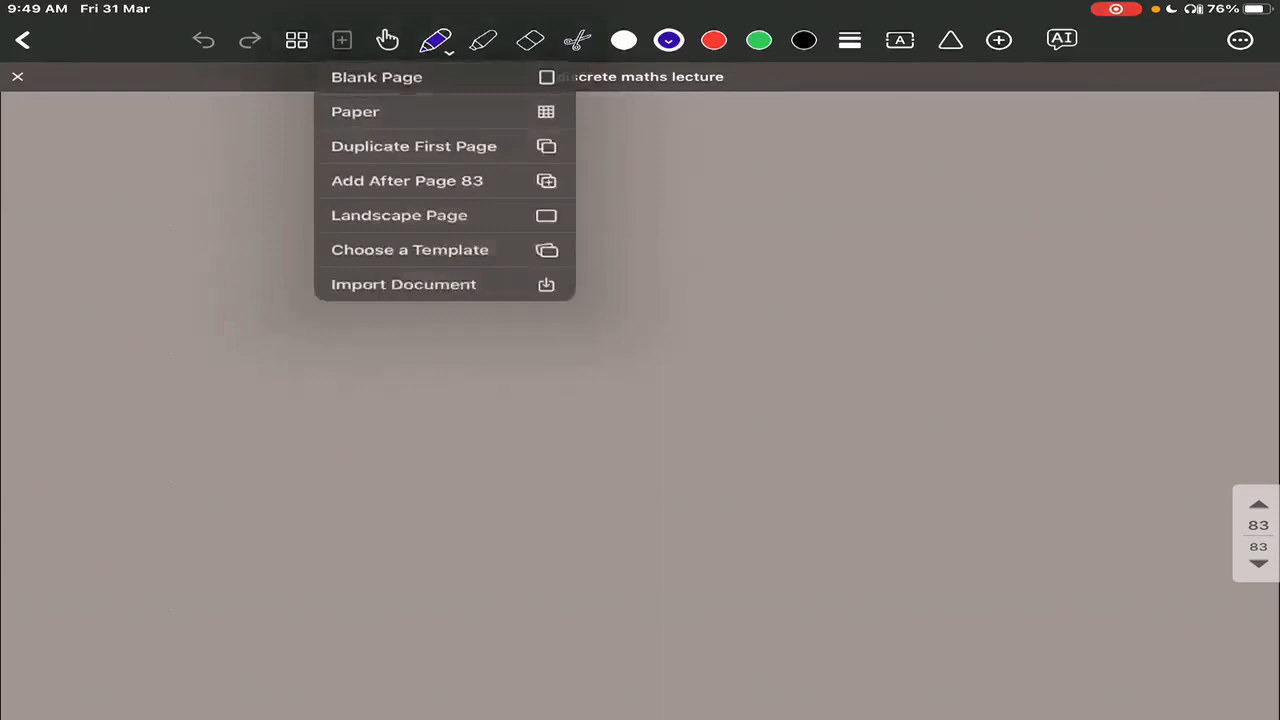 9:49 AM Fri 31 Mar
76%
A
AI
discrete maths lecture
Blank Page
Paper
Duplicate First Page
Add After Page 83
Landscape Page
Choose a Template
Import Document
83
83